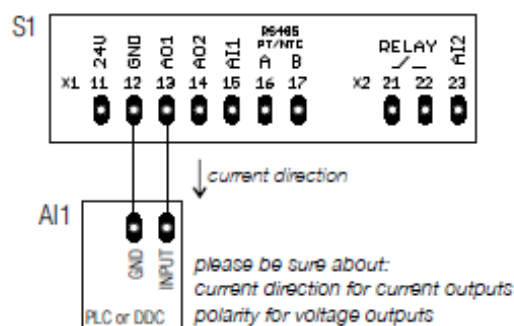 S1
24V GND AO1 AO2 AI1 RS485 PT/NTC A B RELAY AI2
X1 11 12 13 14 15 16 17 X2 21 22 23
current direction
AI1
GND INPUT
please be sure about:
current direction for current outputs
PLC or DDC polarity for voltage outputs